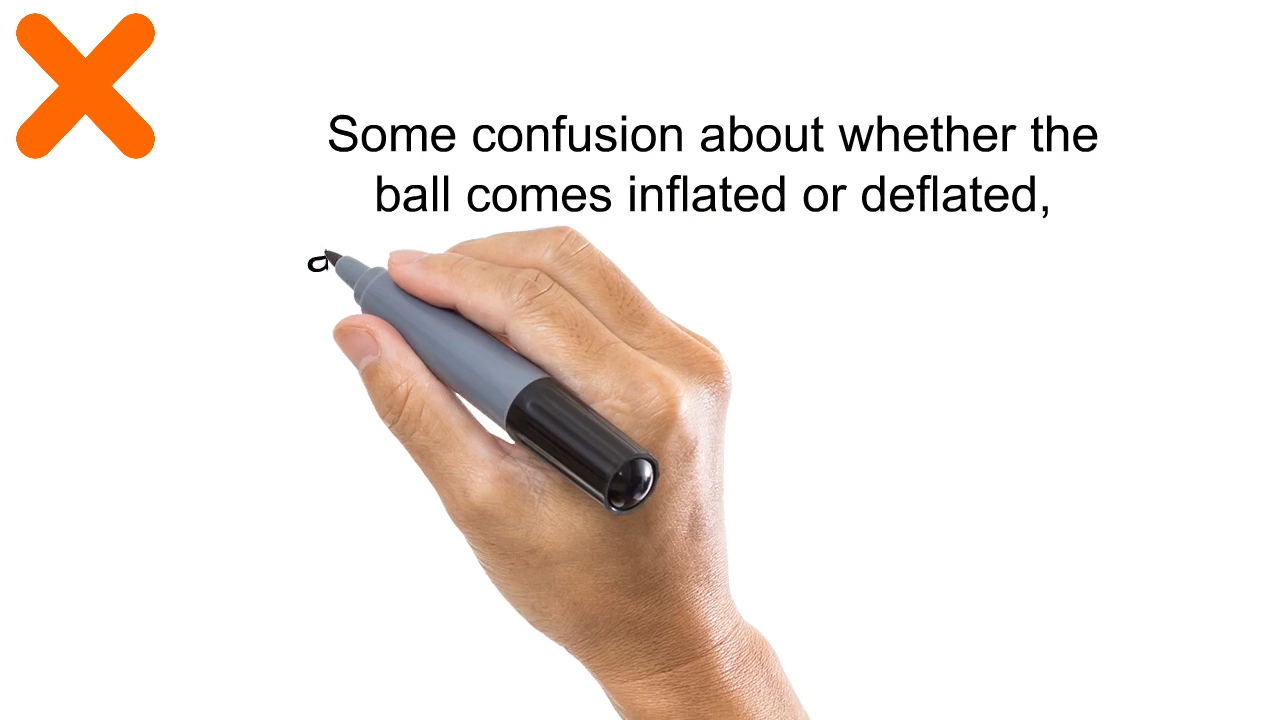 Some confusion about whether the
ball comes inflated or deflated,